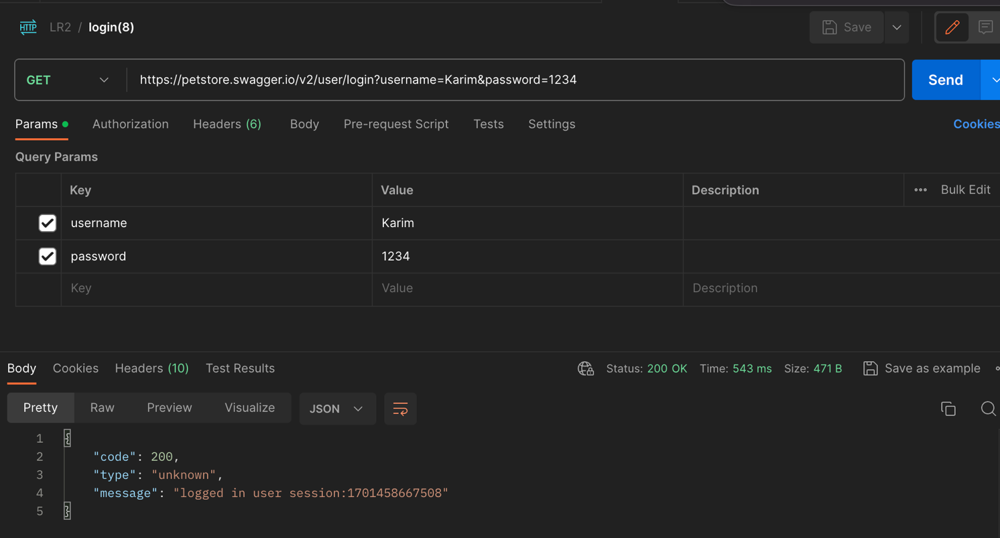 HTTP LR2 / login(8) Save
GET https://petstore.swagger.io/v2/user/login?username=Karim&password=1234 Send
Params Authorization Headers (6) Body Pre-request Script Tests Settings Cookies
Query Params
Key Value Description ••• Bulk Edit
username Karim
password 1234
Key Value Description
Body Cookies Headers (10) Test Results Status: 200 OK Time: 543 ms Size: 471 B Save as example
Pretty Raw Preview Visualize JSON
1 {
2 "code": 200,
3 "type": "unknown",
4 "message": "logged in user session:1701458667508"
5 }